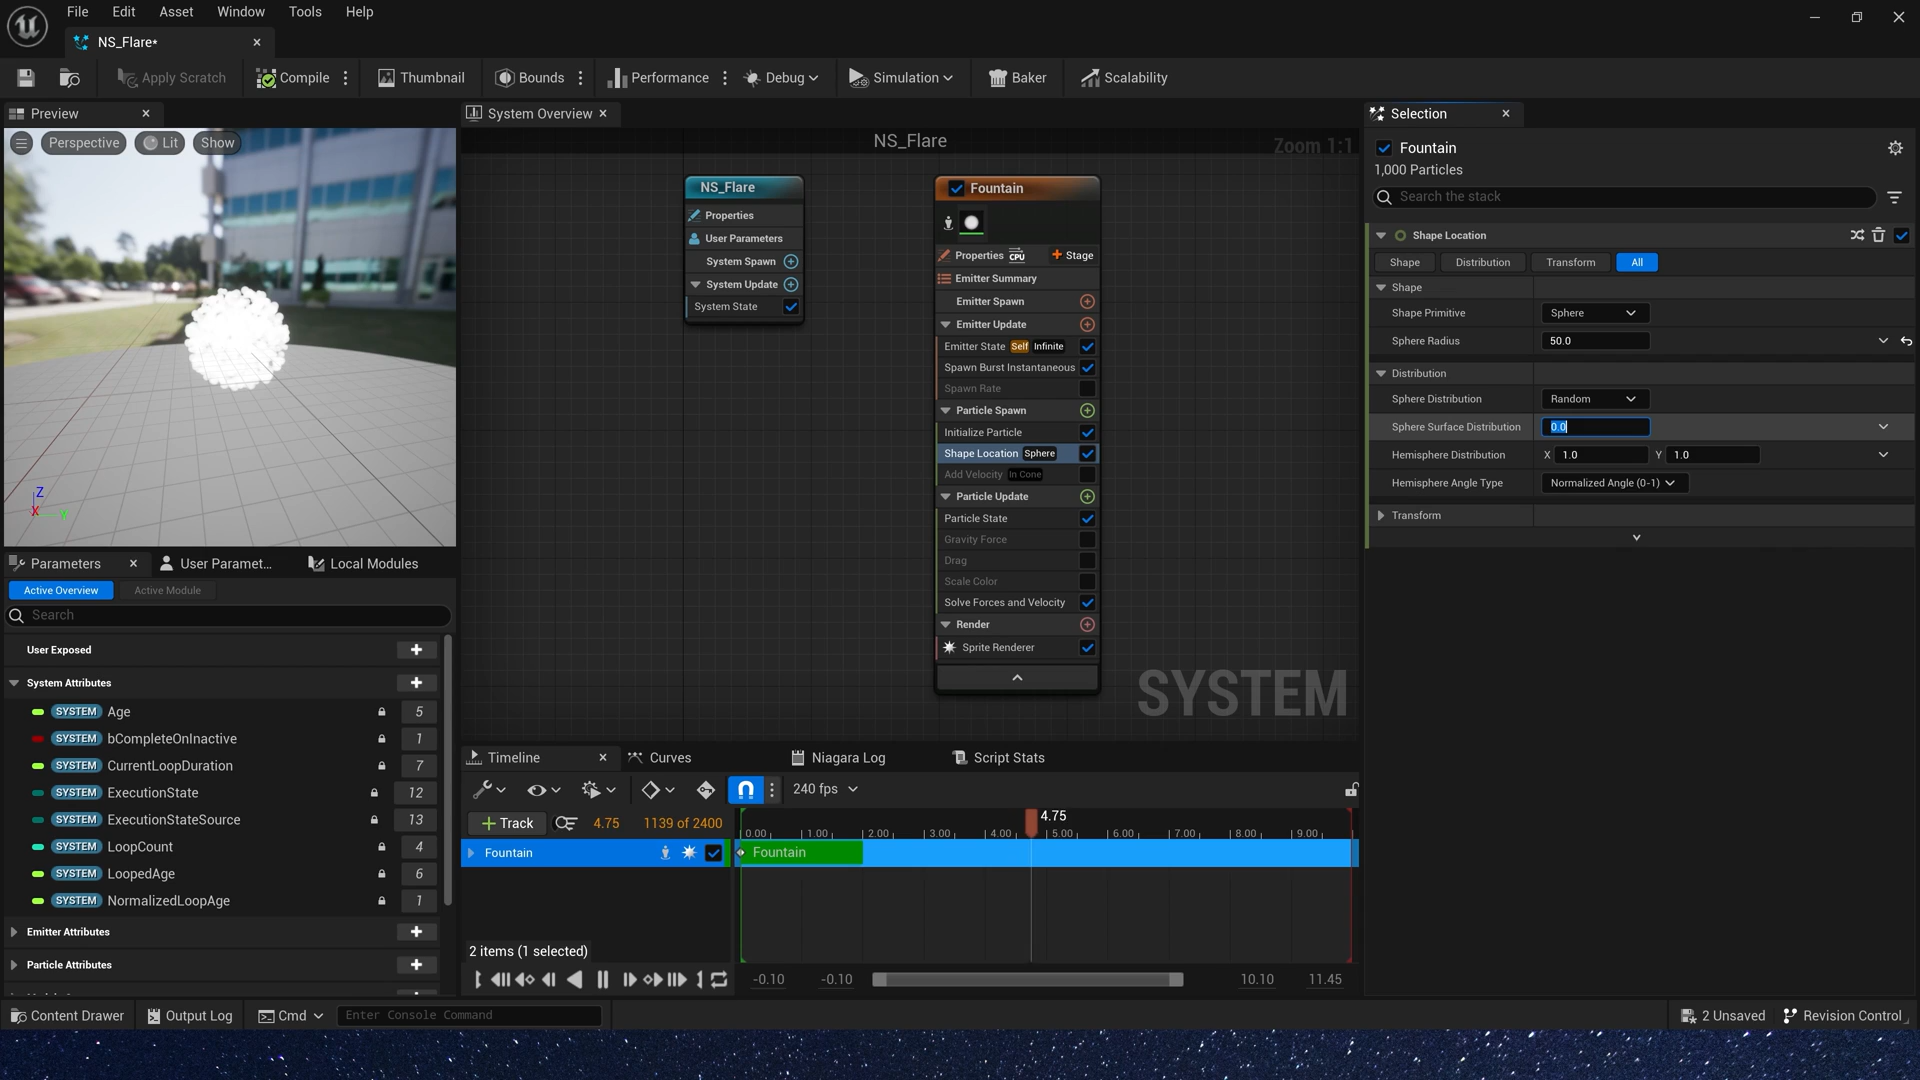 File Edit Asset Window Tools Help
NS_Flare*
Apply Scratch Compile Thumbnail Bounds Performance Debug Simulation Baker Scalability
Preview
Perspective Lit Show
Z
X
Y
System Overview
NS_Flare
Zoom 1:1
NS_Flare
Properties
User Parameters
System Spawn
System Update
System State
Fountain
Properties CPU Stage
Emitter Summary
Emitter Spawn
Emitter Update
Emitter State Self Infinite
Spawn Burst Instantaneous
Spawn Rate
Particle Spawn
Initialize Particle
Shape Location Sphere
Add Velocity In Cone
Particle Update
Particle State
Gravity Force
Drag
Scale Color
Solve Forces and Velocity
Render
Sprite Renderer
SYSTEM
Selection
Fountain
1,000 Particles
Search the stack
Shape Location
Shape Distribution Transform All
Shape
Shape Primitive Sphere
Sphere Radius 50.0
Distribution
Sphere Distribution Random
Sphere Surface Distribution 0.0
Hemisphere Distribution X 1.0 Y 1.0
Hemisphere Angle Type Normalized Angle (0-1)
Transform
Parameters User Paramet... Local Modules
Active Overview Active Module
Search
User Exposed
System Attributes
SYSTEM Age 5
SYSTEM bCompleteOnInactive 1
SYSTEM CurrentLoopDuration 7
SYSTEM ExecutionState 12
SYSTEM ExecutionStateSource 13
SYSTEM LoopCount 4
SYSTEM LoopedAge 6
SYSTEM NormalizedLoopAge 1
Emitter Attributes
Particle Attributes
Timeline Curves Niagara Log Script Stats
240 fps
Track 4.75 1139 of 2400
4.75
0.00 1.00 2.00 3.00 4.00 5.00 6.00 7.00 8.00 9.00
Fountain Fountain
2 items (1 selected)
-0.10 -0.10 10.10 11.45
Content Drawer Output Log Cmd Enter Console Command 2 Unsaved Revision Control